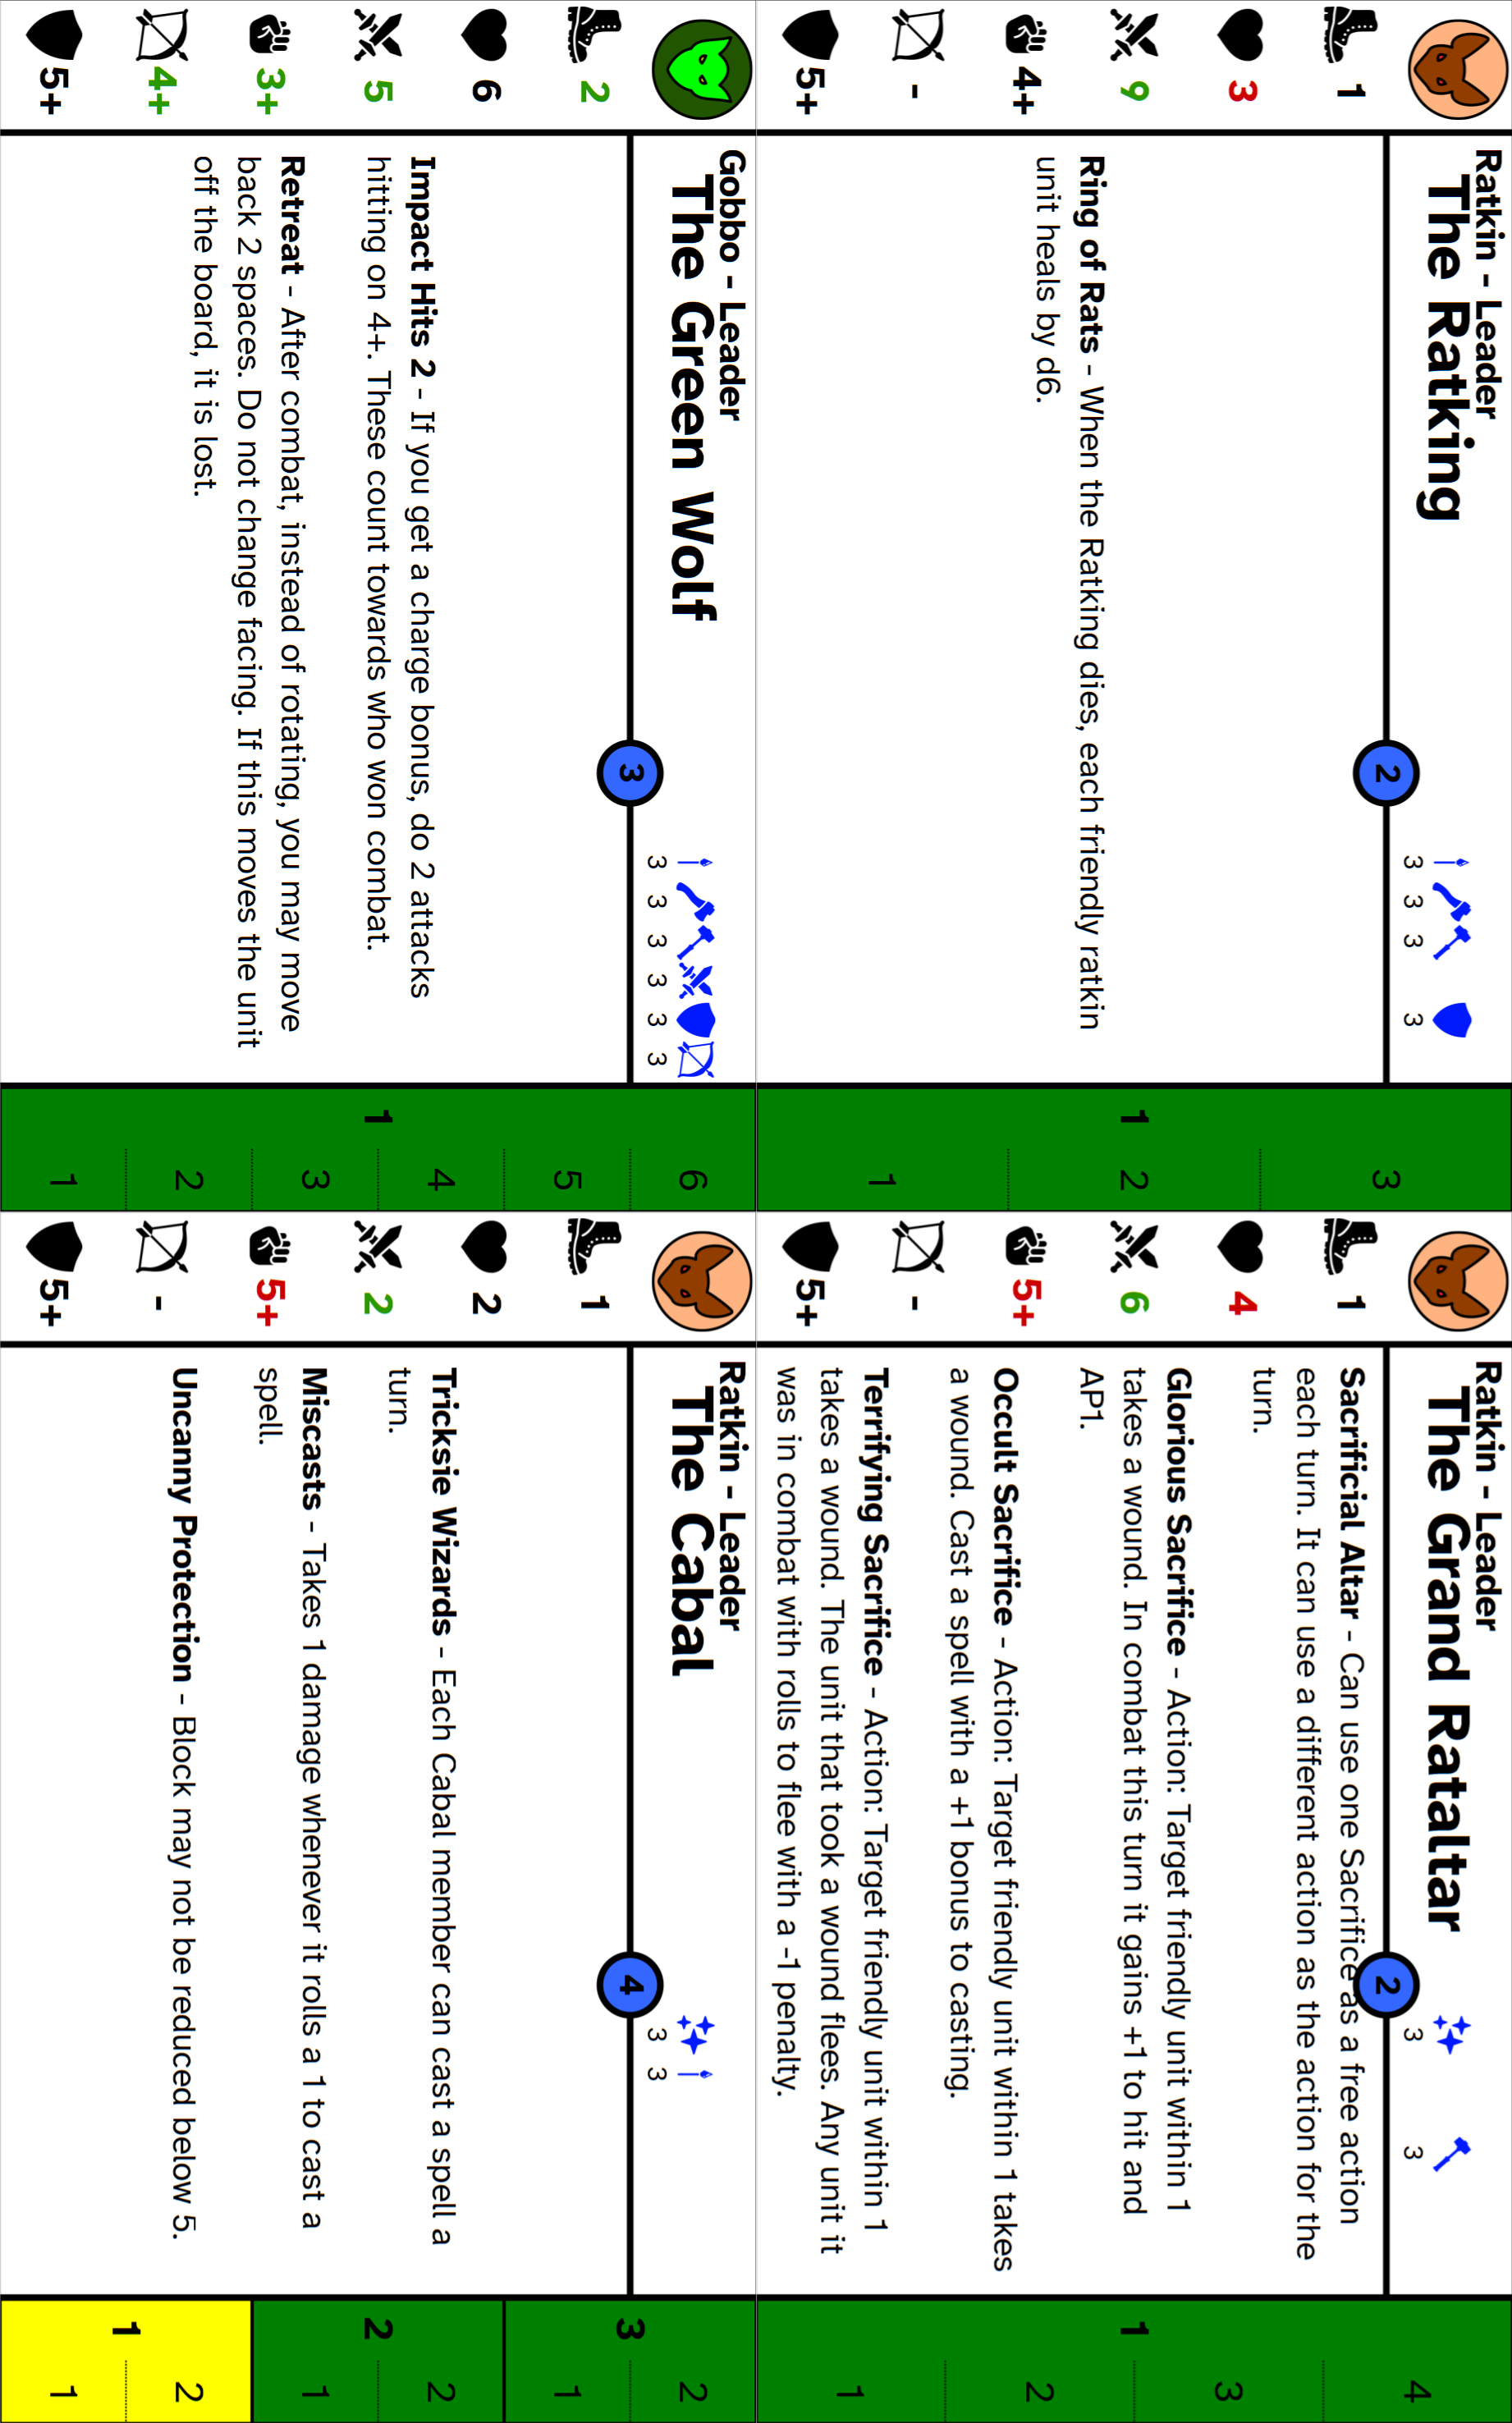 Ratkin - Leader
The Ratking
2
3 3 3 3
1
3
9
4+
-
5+
Ring of Rats - When the Ratking dies, each friendly ratkin
unit heals by d6.
1
1 2 3
Ratkin - Leader
The Grand Rataltar
2
3 3
1
4
6
5+
-
5+
Sacrificial Altar - Can use one Sacrifice as a free action
each turn. It can use a different action as the action for the
turn.
Glorious Sacrifice - Action: Target friendly unit within 1
takes a wound. In combat this turn it gains +1 to hit and
AP1.
Occult Sacrifice - Action: Target friendly unit within 1 takes
a wound. Cast a spell with a +1 bonus to casting.
Terrifying Sacrifice - Action: Target friendly unit within 1
takes a wound. The unit that took a wound flees. Any unit it
was in combat with rolls to flee with a -1 penalty.
1
1 2 3 4
Gobbo - Leader
The Green Wolf
3
3 3 3 3 3 3
2
6
5
3+
4+
5+
Impact Hits 2 - If you get a charge bonus, do 2 attacks
hitting on 4+. These count towards who won combat.
Retreat - After combat, instead of rotating, you may move
back 2 spaces. Do not change facing. If this moves the unit
off the board, it is lost.
1
1 2 3 4 5 6
Ratkin - Leader
The Cabal
4
3 3
1
2
2
5+
-
5+
Tricksie Wizards - Each Cabal member can cast a spell a
turn.
Miscasts - Takes 1 damage whenever it rolls a 1 to cast a
spell.
Uncanny Protection - Block may not be reduced below 5.
1 2 3
1 2 1 2 1 2